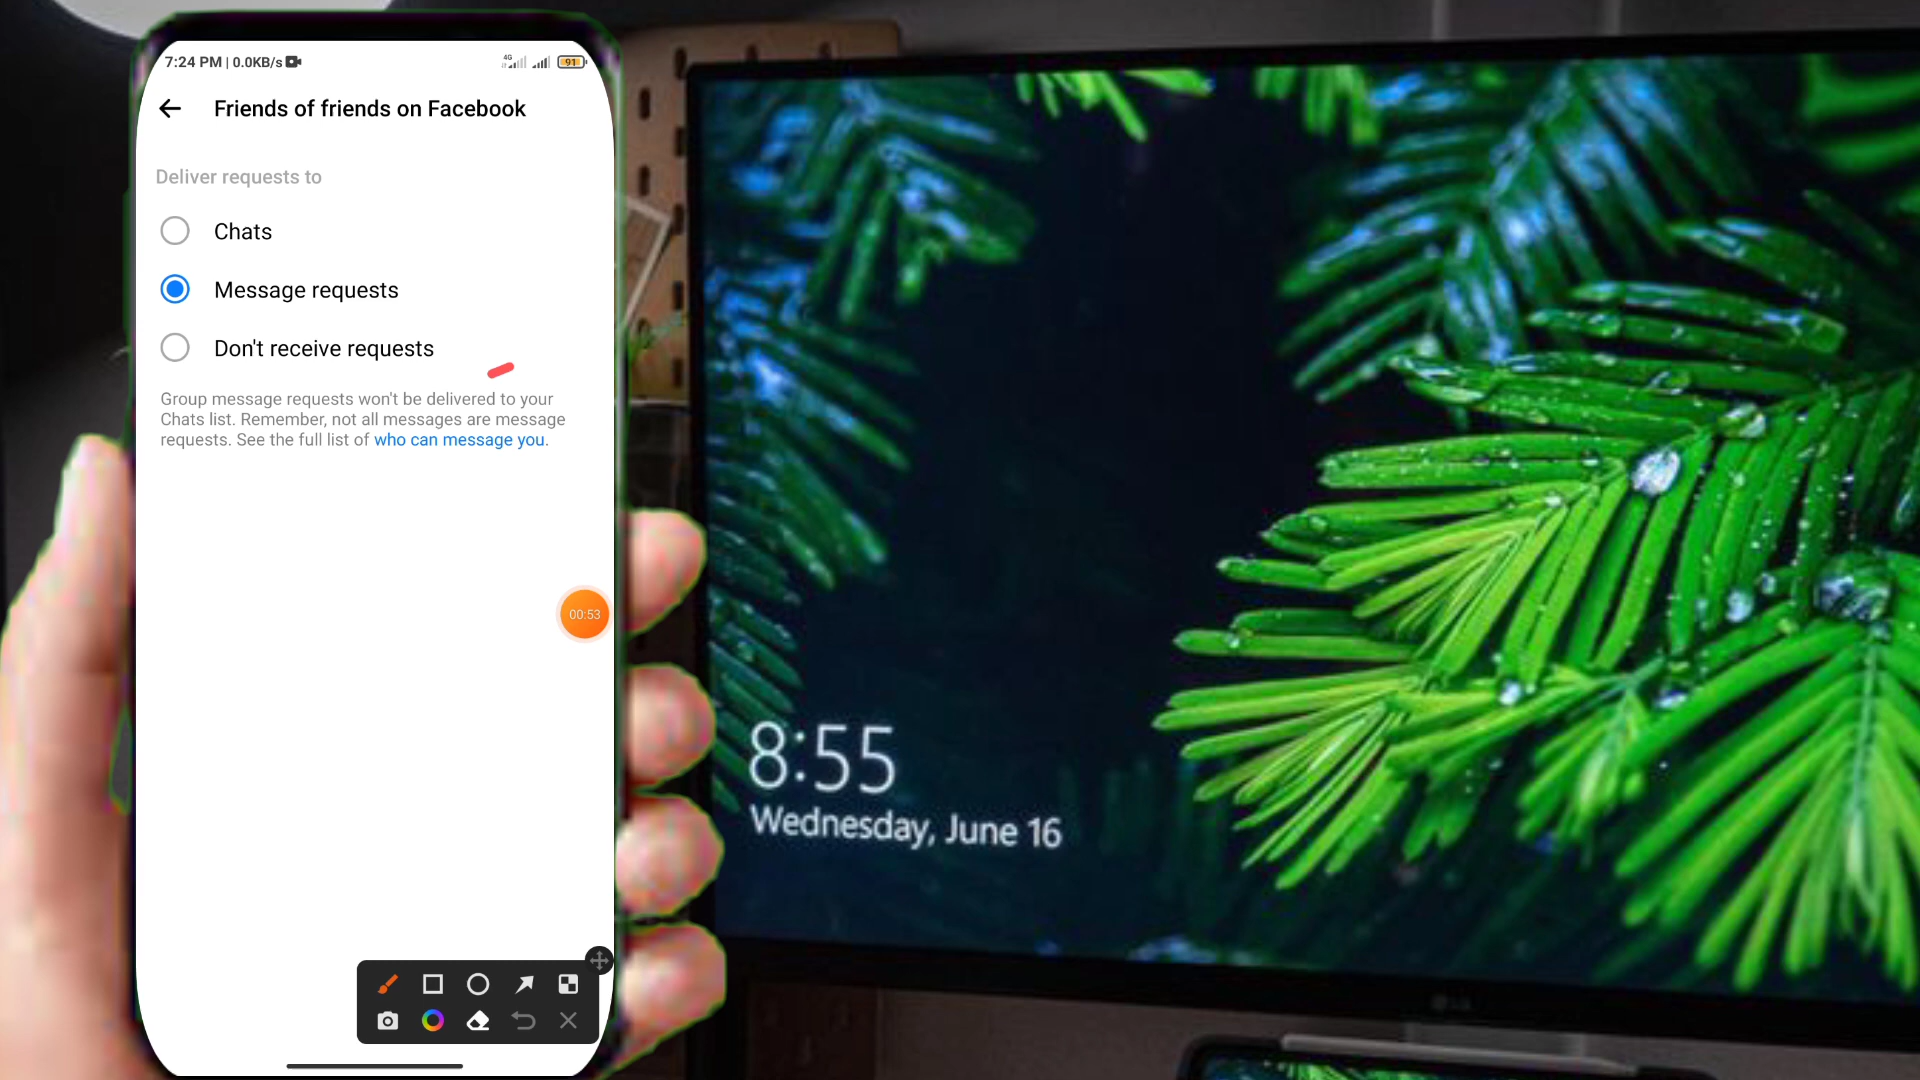 7:24 PM | 0.0KB/s
4G
91
Friends of friends on Facebook
Deliver requests to
Chats
Message requests
Don't receive requests
Group message requests won't be delivered to your
Chats list. Remember, not all messages are message
requests. See the full list of who can message you.
00:53
8:55
Wednesday, June 16